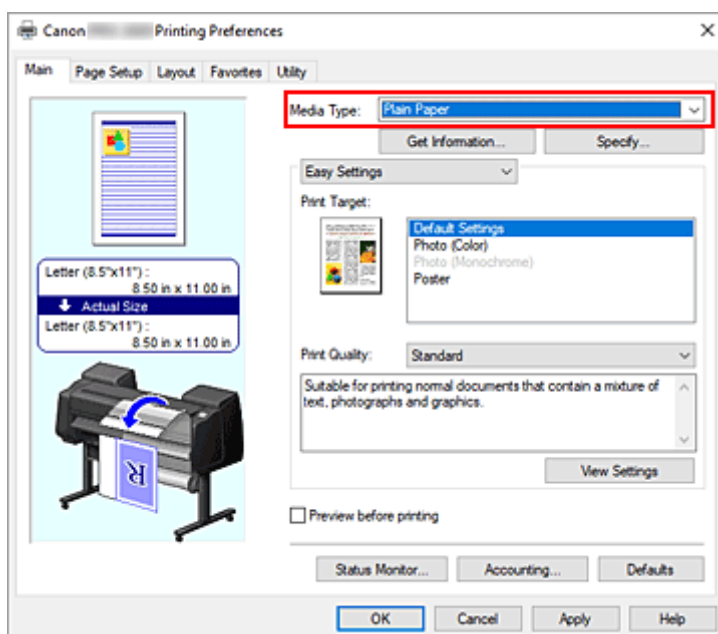 Canon Printing Preferences
Main Page Setup Layout Favorites Utility
Media Type: Plain Paper
Get Information... Specify...
Easy Settings
Print Target:
Default Settings
Photo (Color)
Photo (Monochrome)
Poster
Letter (8.5"x11") :
8.50 in x 11.00 in
Actual Size
Letter (8.5"x11") :
8.50 in x 11.00 in
R
Print Quality: Standard
Suitable for printing normal documents that contain a mixture of
text, photographs and graphics.
View Settings
Preview before printing
Status Monitor... Accounting... Defaults
OK Cancel Apply Help